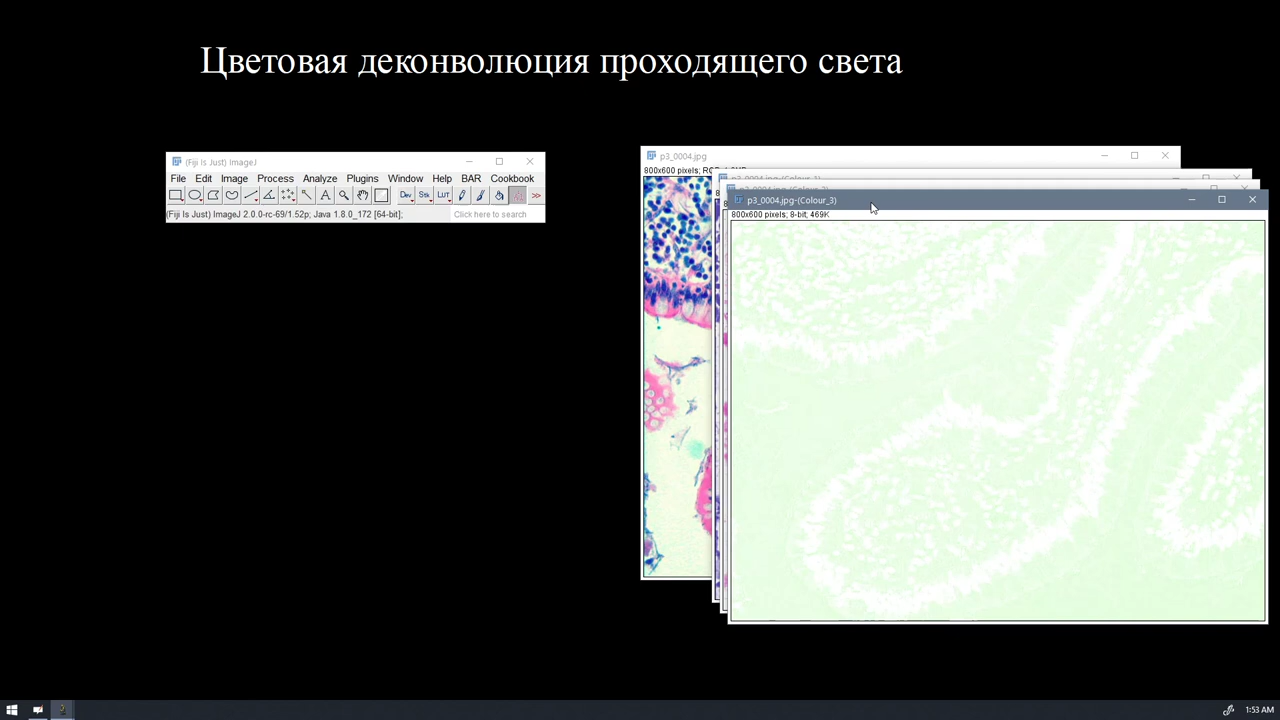 Цветовая деконволюция проходящего света
(Fiji Is Just) ImageJ
File Edit Image Process Analyze Plugins Window Help BAR Cookbook
Dev Stk LUT
(Fiji Is Just) ImageJ 2.0.0-rc-69/1.52p; Java 1.8.0_172 [64-bit];
Click here to search
p3_0004.jpg
800x600 pixels;
p3_0004.jpg-(Colour_3)
800x600 pixels; 8-bit; 469K
1:53 AM